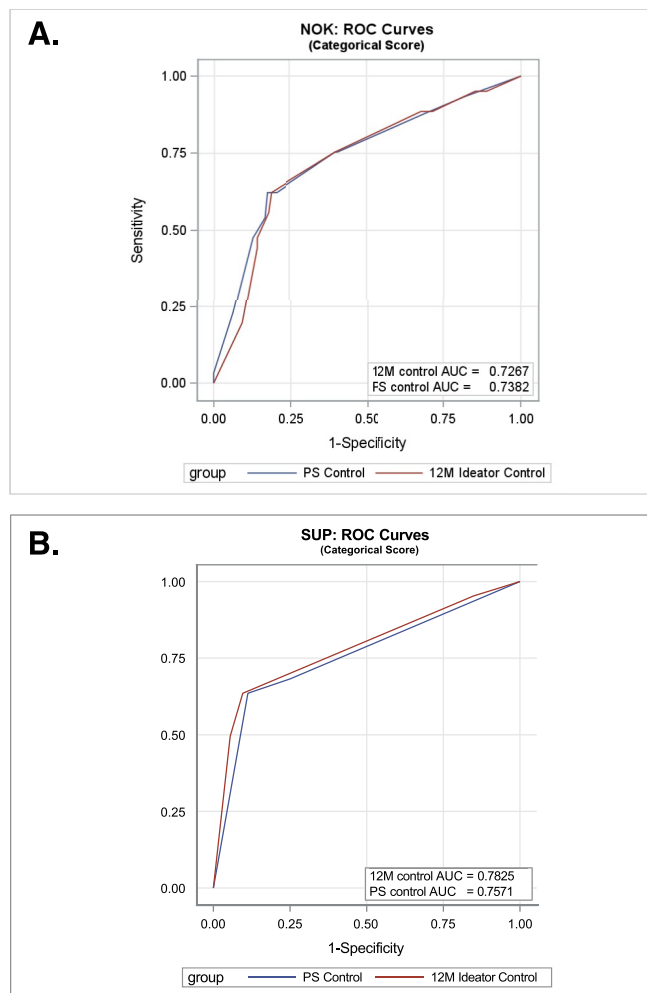 A.
NOK: ROC Curves
(Categorical Score)
1.00
0.75
0.50
0.25
0.00
Sensitivity
12M control AUC = 0.7267
FS control AUC = 0.7382
0.00 0.25 0.50 0.75 1.00
1-Specificity
group PS Control 12M Ideator Control
B.
SUP: ROC Curves
(Categorical Score)
1.00
0.75
0.50
0.25
0.00
12M control AUC = 0.7825
PS control AUC = 0.7571
0.00 0.25 0.50 0.75 1.00
1-Specificity
group PS Control 12M Ideator Control